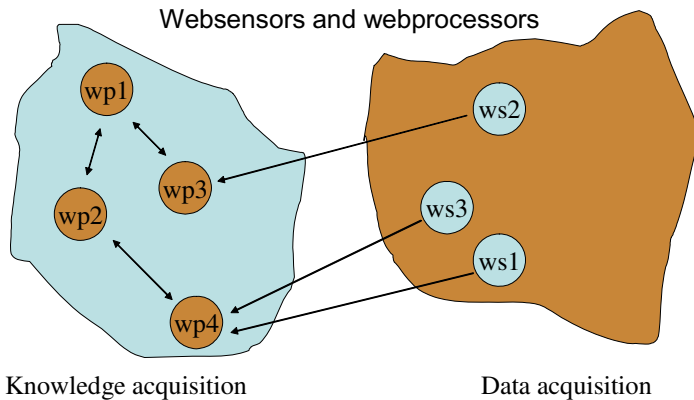 Websensors and webprocessors
wp1
ws2
wp3
wp2
ws3
ws1
wp4
Knowledge acquisition
Data acquisition